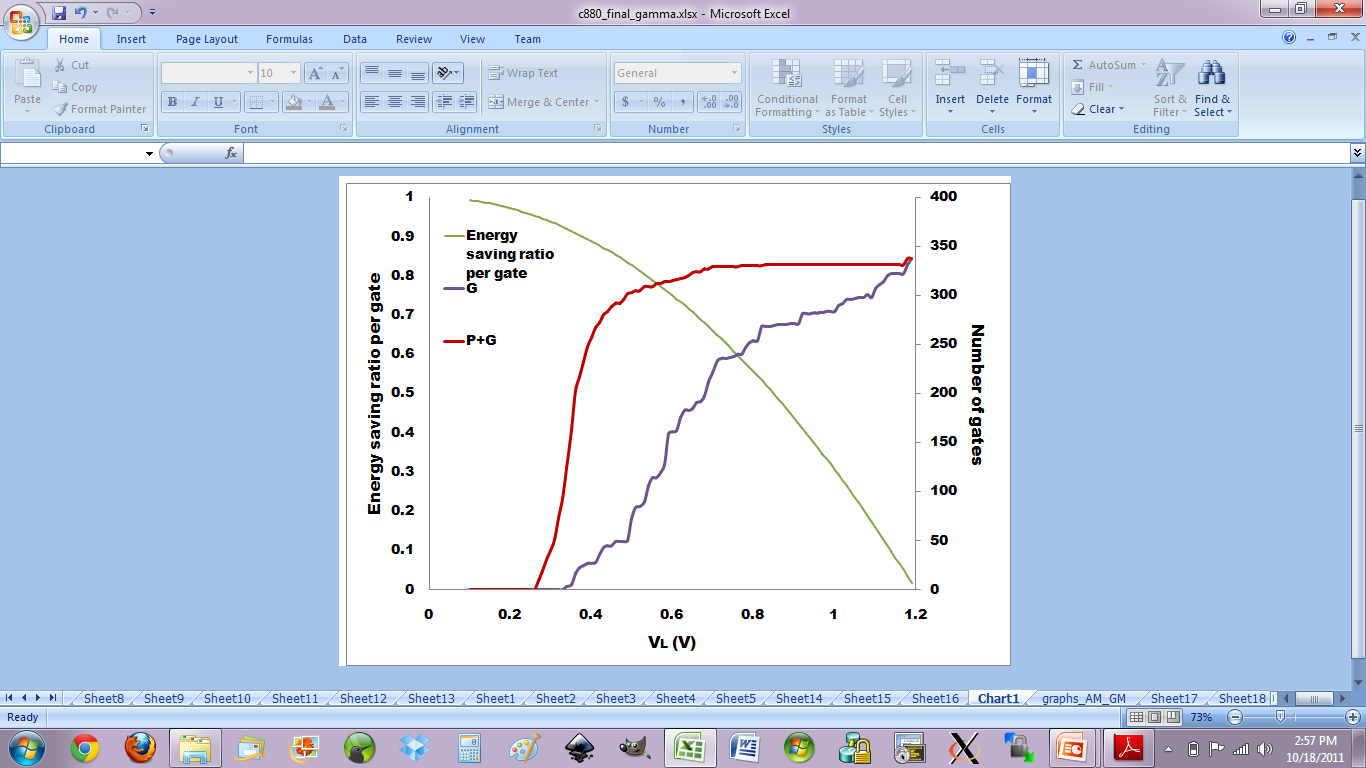 c880_final_gamma.xlsx - Microsoft Excel
Home Insert Page Layout Formulas Data Review View Team
Paste
Cut
Copy
Format Painter
Clipboard
10 A A
B I U A
Font
Wrap Text
Merge & Center
Alignment
General
$ % , .00 .00
Number
Conditional Formatting
Format as Table
Cell Styles
Styles
Insert Delete Format
Cells
Σ AutoSum
Fill
Clear
Sort & Filter
Find & Select
Editing
fx
1
0.9
0.8
0.7
0.6
0.5
0.4
0.3
0.2
0.1
0
Energy saving ratio per gate
Energy
saving ratio
per gate
G
P+G
400
350
300
250
200
150
100
50
0
Number of gates
0 0.2 0.4 0.6 0.8 1 1.2
VL (V)
Sheet8 Sheet9 Sheet10 Sheet11 Sheet12 Sheet13 Sheet1 Sheet2 Sheet3 Sheet4 Sheet5 Sheet14 Sheet15 Sheet16 Chart1 graphs_AM_GM Sheet17 Sheet18
Ready
73%
2:57 PM
10/18/2011